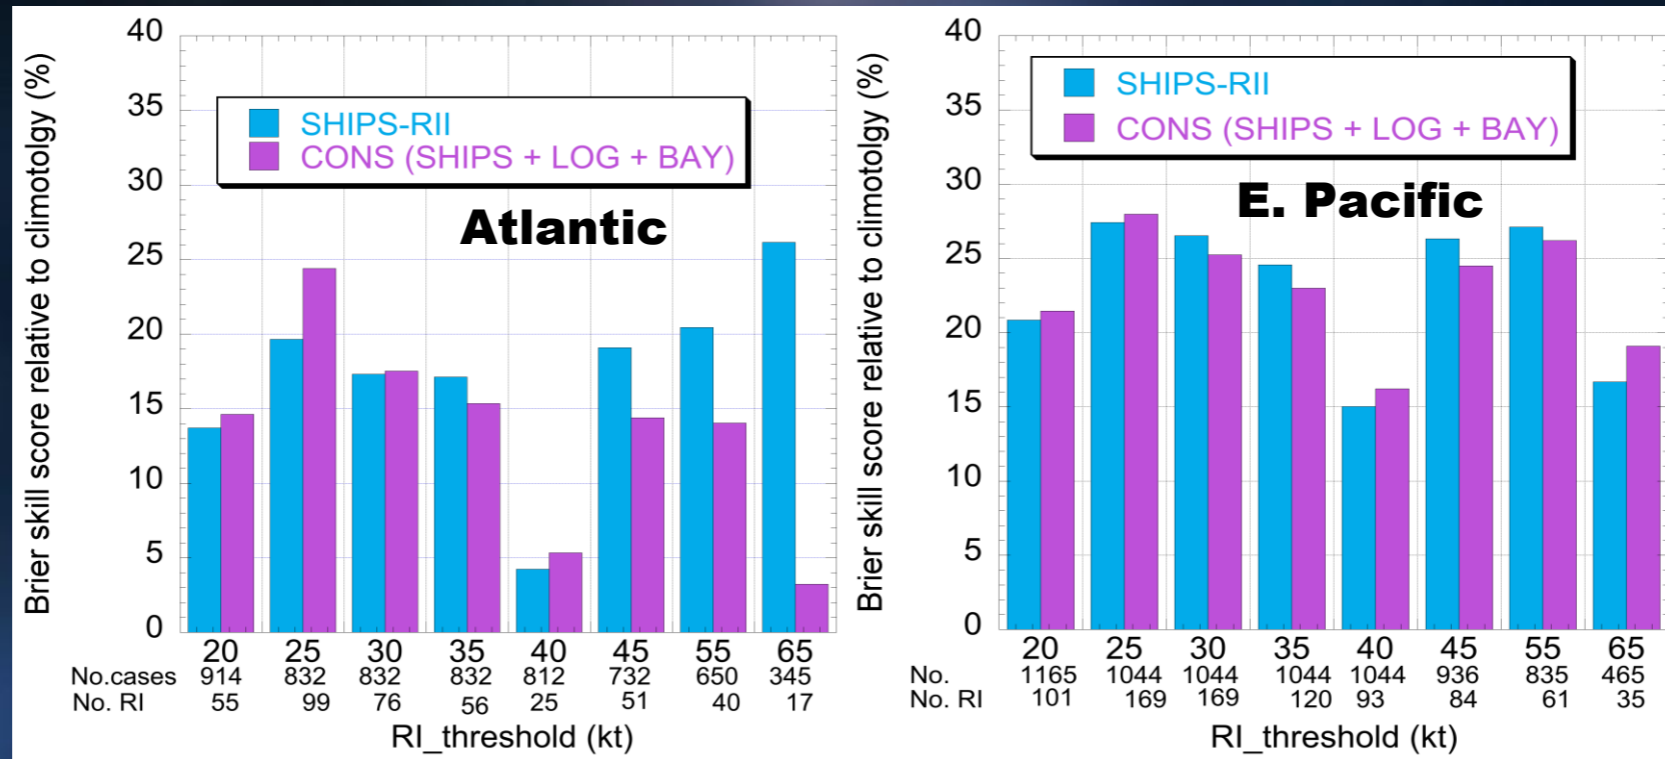 Brier skill score relative to climotolgy (%)
40
35
30
25
20
15
10
5
0
SHIPS-RII
CONS (SHIPS + LOG + BAY)
Atlantic
20 25 30 35 40 45 55 65
No.cases 914 832 832 832 812 732 650 345
No. RI 55 99 76 56 25 51 40 17
RI_threshold (kt)
Brier skill score relative to climotolgy (%)
40
35
30
25
20
15
10
5
0
SHIPS-RII
CONS (SHIPS + LOG + BAY)
E. Pacific
20 25 30 35 40 45 55 65
No. 1165 1044 1044 1044 1044 936 835 465
No. RI 101 169 169 120 93 84 61 35
RI_threshold (kt)